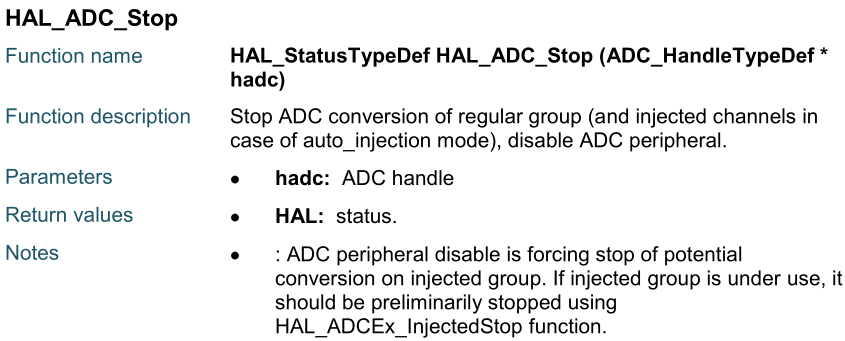 HAL_ADC_Stop
Function name HAL_StatusTypeDef HAL_ADC_Stop (ADC_HandleTypeDef *
hadc)
Function description Stop ADC conversion of regular group (and injected channels in
case of auto_injection mode), disable ADC peripheral.
Parameters ● hadc: ADC handle
Return values ● HAL: status.
Notes ● : ADC peripheral disable is forcing stop of potential
conversion on injected group. If injected group is under use, it
should be preliminarily stopped using
HAL_ADCEx_InjectedStop function.